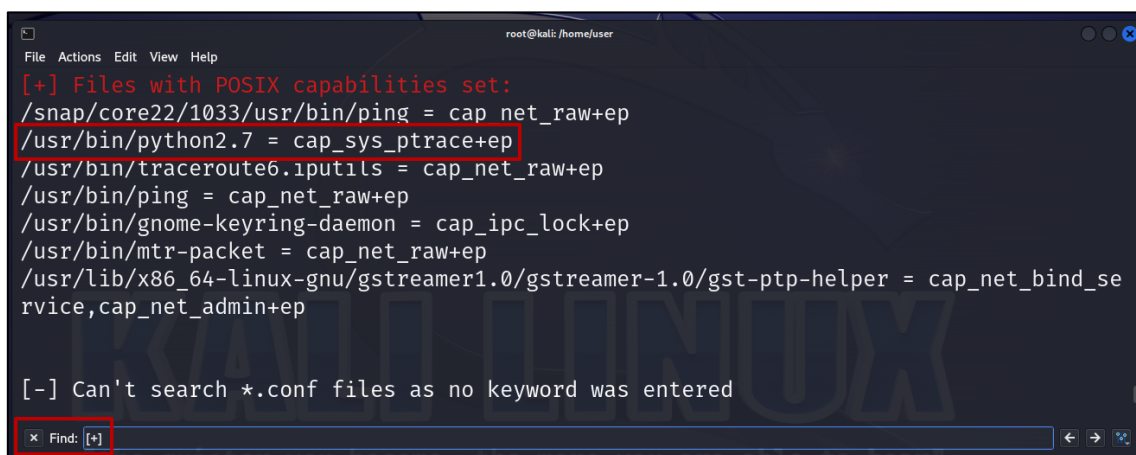 root@kali: /home/user
File Actions Edit View Help
[+] Files with POSIX capabilities set:
/snap/core22/1033/usr/bin/ping = cap_net_raw+ep
/usr/bin/python2.7 = cap_sys_ptrace+ep
/usr/bin/traceroute6.iputils = cap_net_raw+ep
/usr/bin/ping = cap_net_raw+ep
/usr/bin/gnome-keyring-daemon = cap_ipc_lock+ep
/usr/bin/mtr-packet = cap_net_raw+ep
/usr/lib/x86_64-linux-gnu/gstreamer1.0/gstreamer-1.0/gst-ptp-helper = cap_net_bind_se
rvice,cap_net_admin+ep
KALI LINUX
[-] Can't search *.conf files as no keyword was entered
Find: [+]